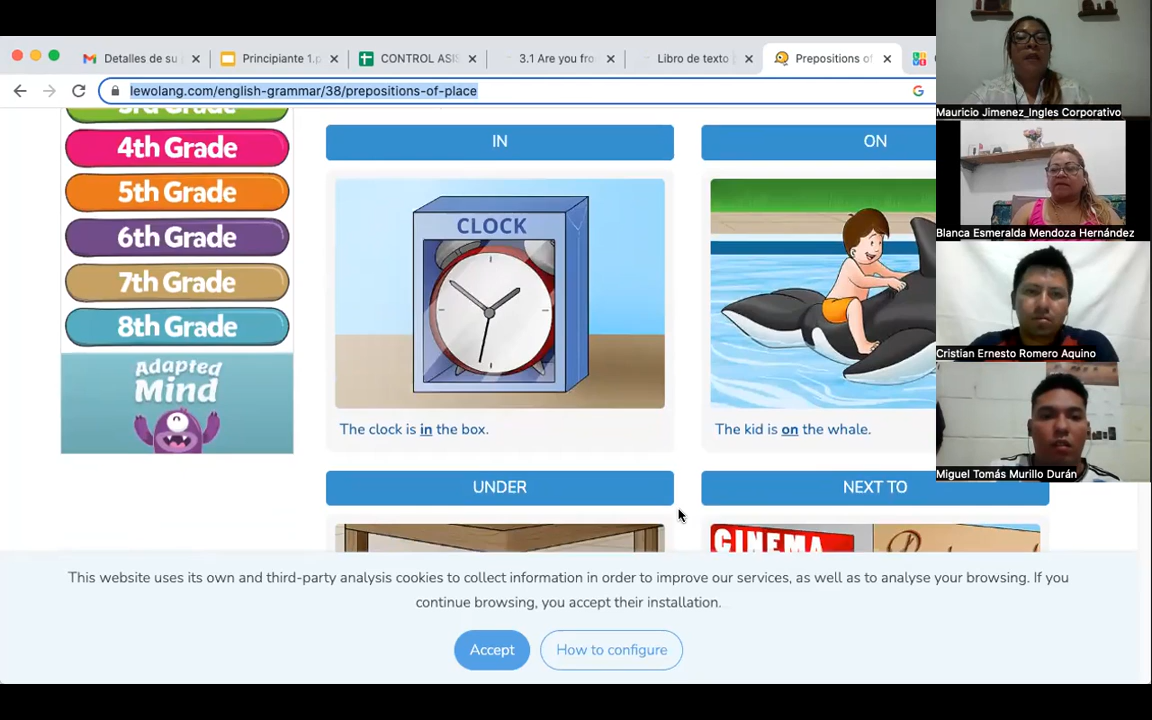 Detalles de su
Principiante 1.p
CONTROL ASIS
3.1 Are you fro
Libro de texto
Prepositions of
lewolang.com/english-grammar/38/prepositions-of-place
3rd Grade
4th Grade
5th Grade
6th Grade
7th Grade
8th Grade
Adapted
Mind
IN
ON
CLOCK
The clock is in the box.
The kid is on the whale.
UNDER
NEXT TO
CINEMA
This website uses its own and third-party analysis cookies to collect information in order to improve our services, as well as to analyse your browsing. If you
continue browsing, you accept their installation.
Accept
How to configure
Mauricio Jimenez_Ingles Corporativo
Blanca Esmeralda Mendoza Hernández
Cristian Ernesto Romero Aquino
Miguel Tomás Murillo Durán